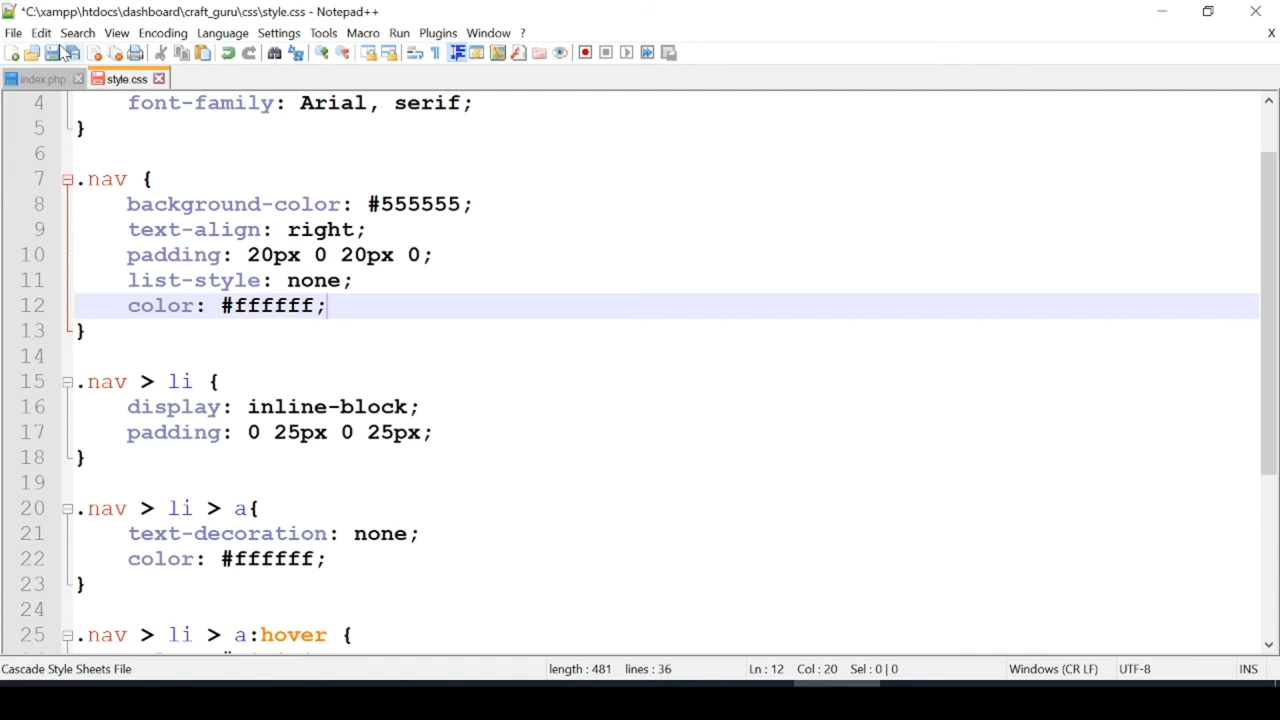 *C:\xampp\htdocs\dashboard\craft_guru\css\style.css - Notepad++
File Edit Search View Encoding Language Settings Tools Macro Run Plugins Window ? X
index.php style.css
4 font-family: Arial, serif;
5 }
6
7 .nav {
8 background-color: #555555;
9 text-align: right;
10 padding: 20px 0 20px 0;
11 list-style: none;
12 color: #ffffff;
13 }
14
15 .nav > li {
16 display: inline-block;
17 padding: 0 25px 0 25px;
18 }
19
20 .nav > li > a{
21 text-decoration: none;
22 color: #ffffff;
23 }
24
25 .nav > li > a:hover {
Cascade Style Sheets File length : 481 lines : 36 Ln : 12 Col : 20 Sel : 0 | 0 Windows (CR LF) UTF-8 INS